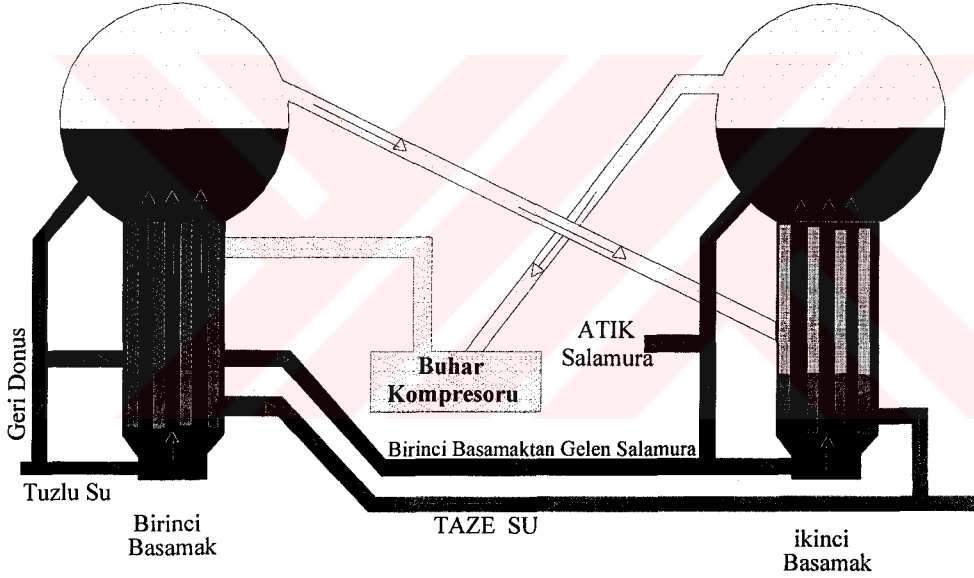 Geri Donus
ATIK
Salamura
Buhar
Kompresoru
Birinci Basamaktan Gelen Salamura
Tuzlu Su
TAZE SU
Birinci
Basamak
ikinci
Basamak